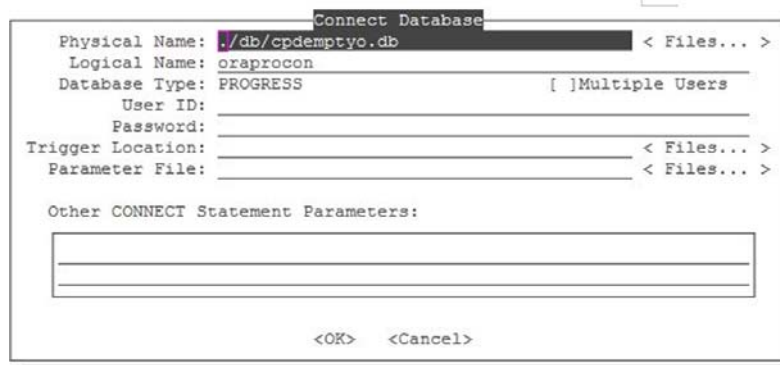 Connect Database
Physical Name: ./db/cpdemptyo.db < Files... >
Logical Name: oraprocon
Database Type: PROGRESS [ ]Multiple Users
User ID:
Password:
Trigger Location: < Files... >
Parameter File: < Files... >
Other CONNECT Statement Parameters:
<OK> <Cancel>